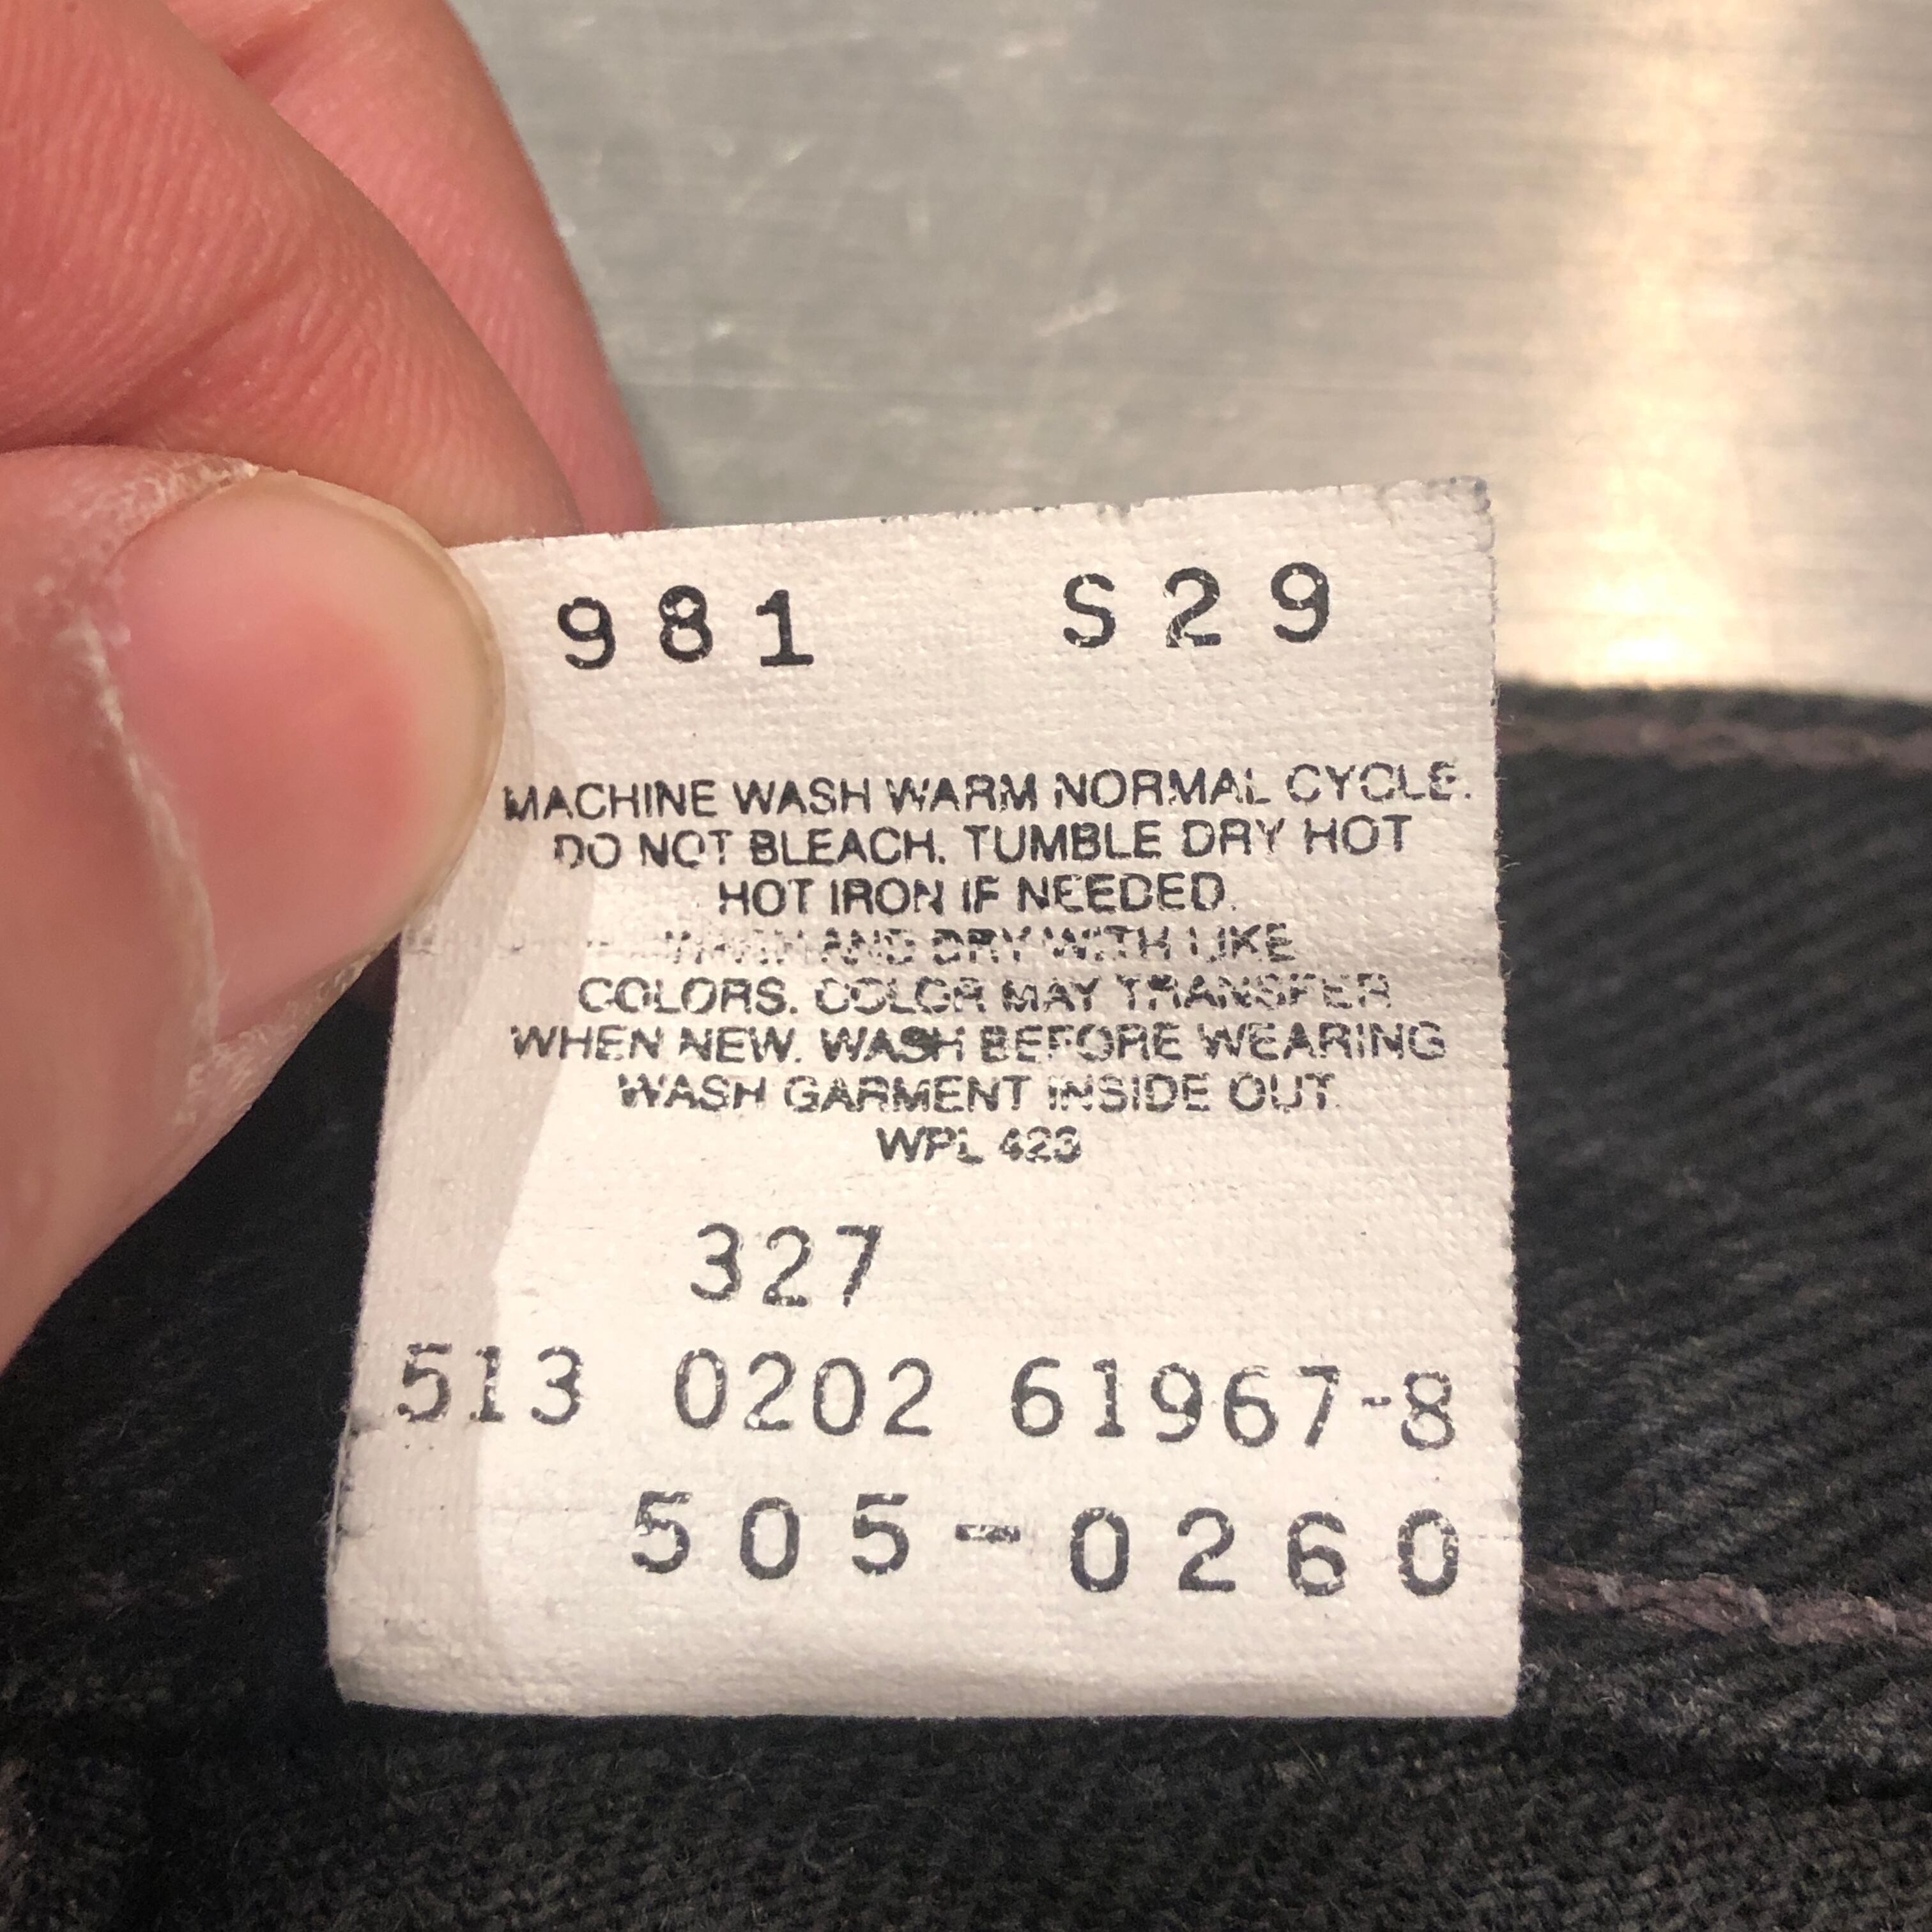 981 S29
MACHINE WASH WARM NORMAL CYCLE.
DO NOT BLEACH. TUMBLE DRY HOT
HOT IRON IF NEEDED.
AND DRY WITH LIKE
COLORS. COLOR MAY TRANSFER
WHEN NEW. WASH BEFORE WEARING
WASH GARMENT INSIDE OUT.
WPL 423
327
513 0202 61967-8
505-0260